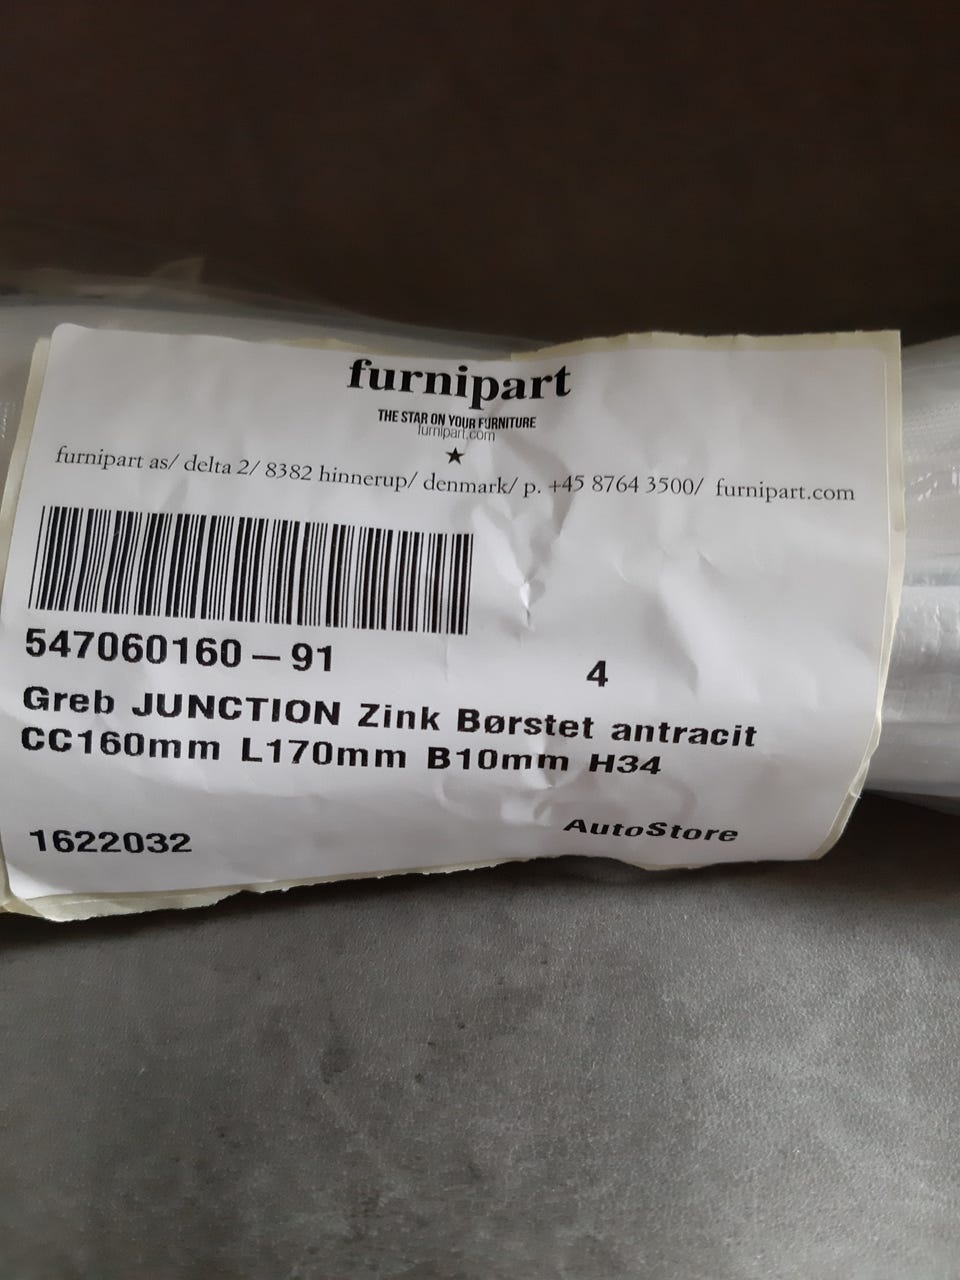 furnipart
THE STAR ON YOUR FURNITURE
furnipart.com
furnipart as/ delta 2/ 8382 hinnerup/ denmark/ p. +45 8764 3500/ furnipart.com
547060160-91
4
Greb JUNCTION Zink Børstet antracit
CC160mm L170mm B10mm H34
1622032
AutoStore